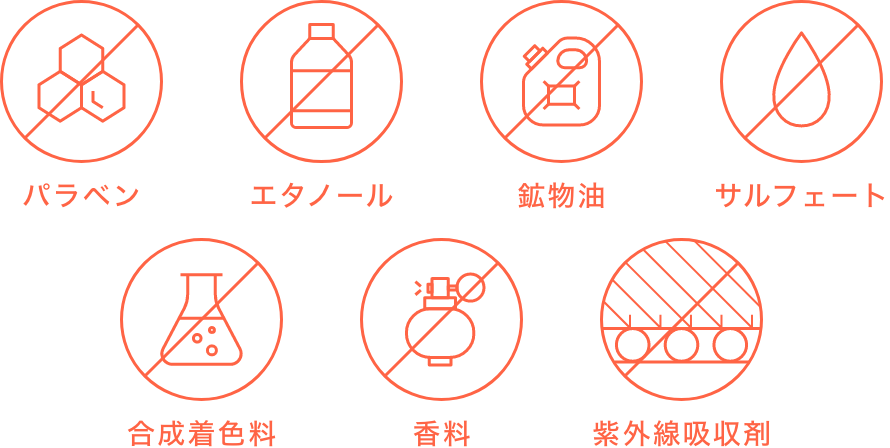 パラベン
エタノール
鉱物油
サルフェート
合成着色料
香料
紫外線吸収剤